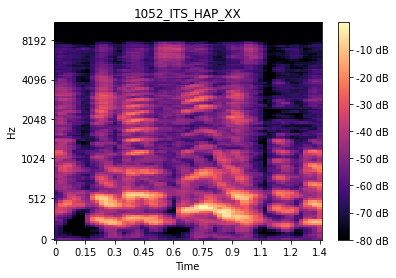 1052_ITS_HAP_XX
8192
4096
2048
1024
512
0
Hz
0 0.15 0.3 0.45 0.6 0.75 0.9 1.1 1.2 1.4
Time
-10 dB
-20 dB
-30 dB
-40 dB
-50 dB
-60 dB
-70 dB
-80 dB